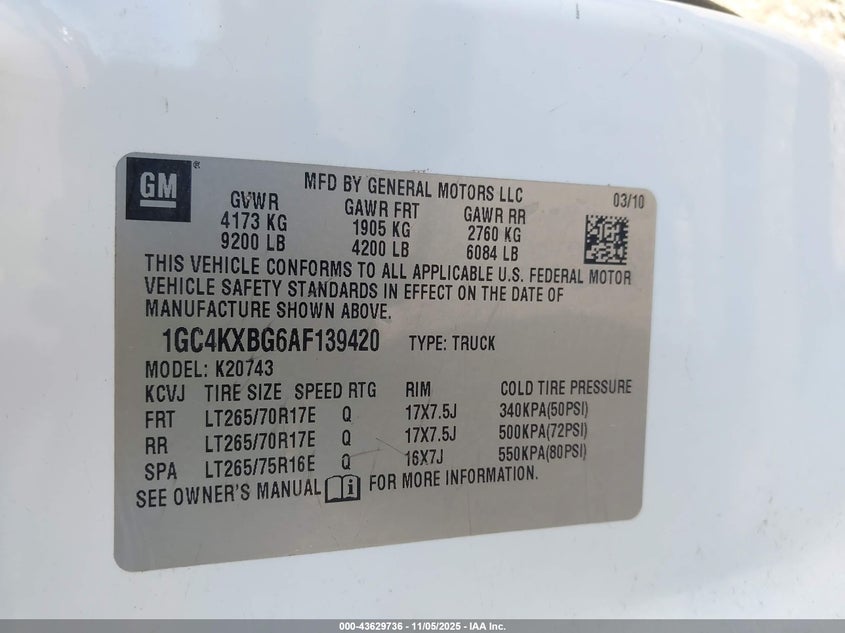 GM ®
MFD BY GENERAL MOTORS LLC 03/10
GVWR GAWR FRT GAWR RR
4173 KG 1905 KG 2760 KG
9200 LB 4200 LB 6084 LB
THIS VEHICLE CONFORMS TO ALL APPLICABLE U.S. FEDERAL MOTOR
VEHICLE SAFETY STANDARDS IN EFFECT ON THE DATE OF
MANUFACTURE SHOWN ABOVE.
1GC4KXBG6AF139420 TYPE: TRUCK
MODEL: K20743
KCVJ TIRE SIZE SPEED RTG RIM COLD TIRE PRESSURE
FRT LT265/70R17E Q 17X7.5J 340KPA(50PSI)
RR LT265/70R17E Q 17X7.5J 500KPA(72PSI)
SPA LT265/75R16E Q 16X7J 550KPA(80PSI)
SEE OWNER'S MANUAL i FOR MORE INFORMATION.
000-43629736 - 11/05/2025 - IAA Inc.